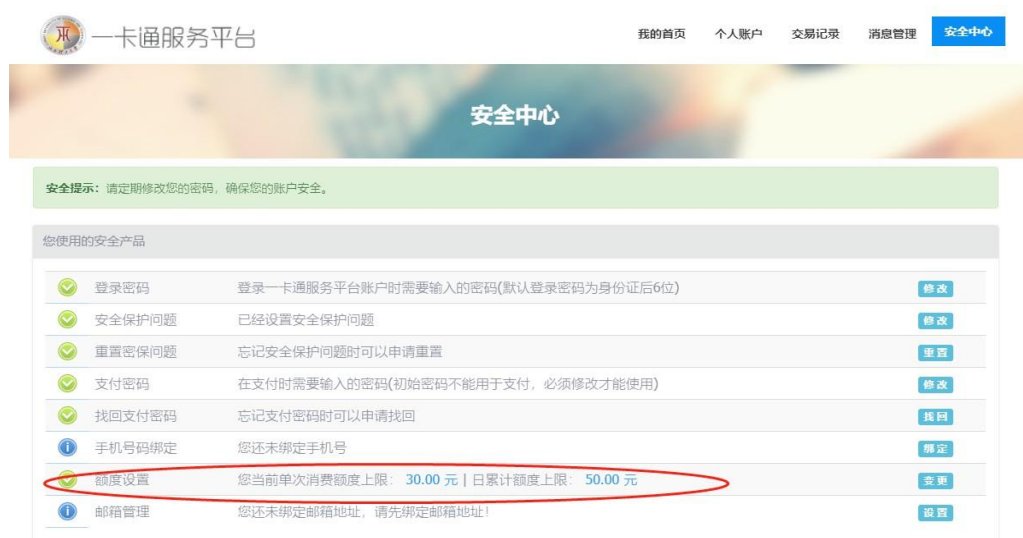 一卡通服务平台 我的首页 个人账户 交易记录 消息管理 安全中心
安全中心
安全提示：请定期修改您的密码，确保您的账户安全。
您使用的安全产品
登录密码 登录一卡通服务平台账户时需要输入的密码(默认登录密码为身份证后6位) 修改
安全保护问题 已经设置安全保护问题 修改
重置密保问题 忘记安全保护问题时可以申请重置 重置
支付密码 在支付时需要输入的密码(初始密码不能用于支付，必须修改才能使用) 修改
找回支付密码 忘记支付密码时可以申请找回 找回
手机号码绑定 您还未绑定手机号 绑定
额度设置 您当前单次消费额度上限： 30.00 元 | 日累计额度上限： 50.00 元 变更
邮箱管理 您还未绑定邮箱地址，请先绑定邮箱地址! 设置